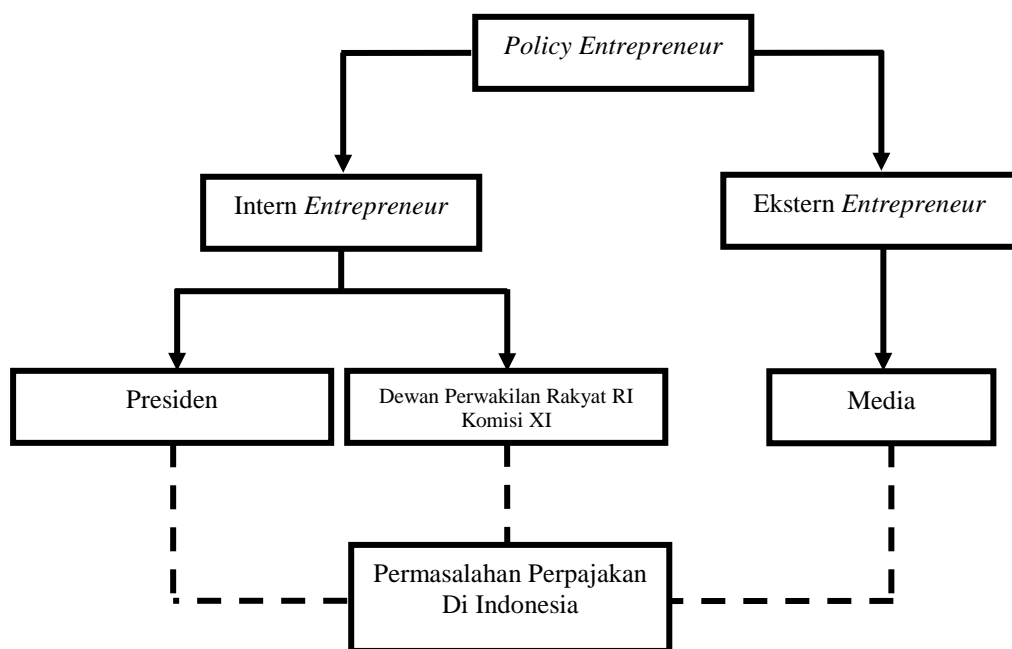 Policy Entrepreneur
Intern Entrepreneur
Ekstern Entrepreneur
Presiden
Dewan Perwakilan Rakyat RI
Komisi XI
Media
Permasalahan Perpajakan
Di Indonesia